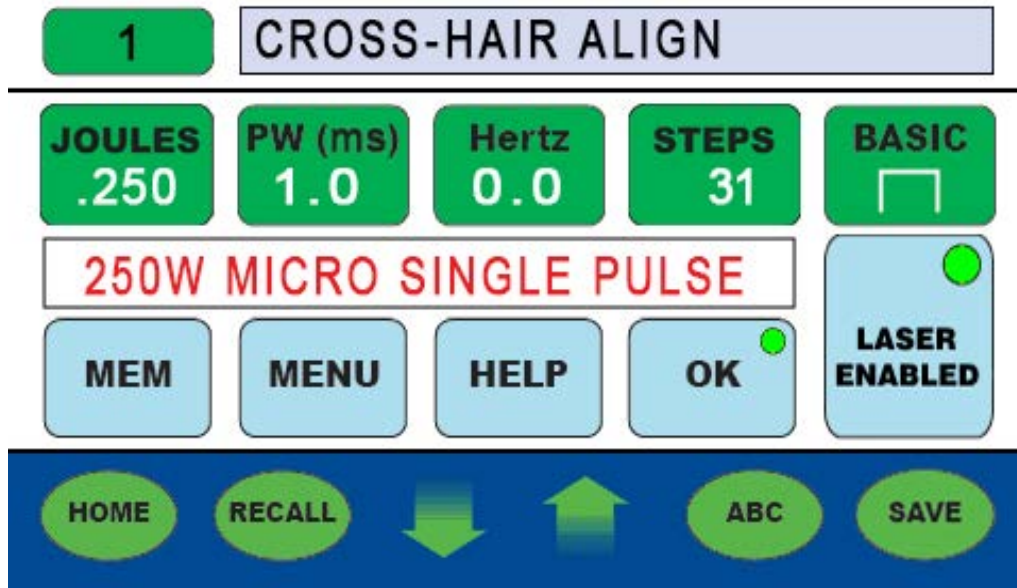 1 CROSS-HAIR ALIGN
JOULES PW (ms) Hertz STEPS BASIC
.250 1.0 0.0 31
250W MICRO SINGLE PULSE
LASER
ENABLED
MEM MENU HELP OK
HOME RECALL ABC SAVE